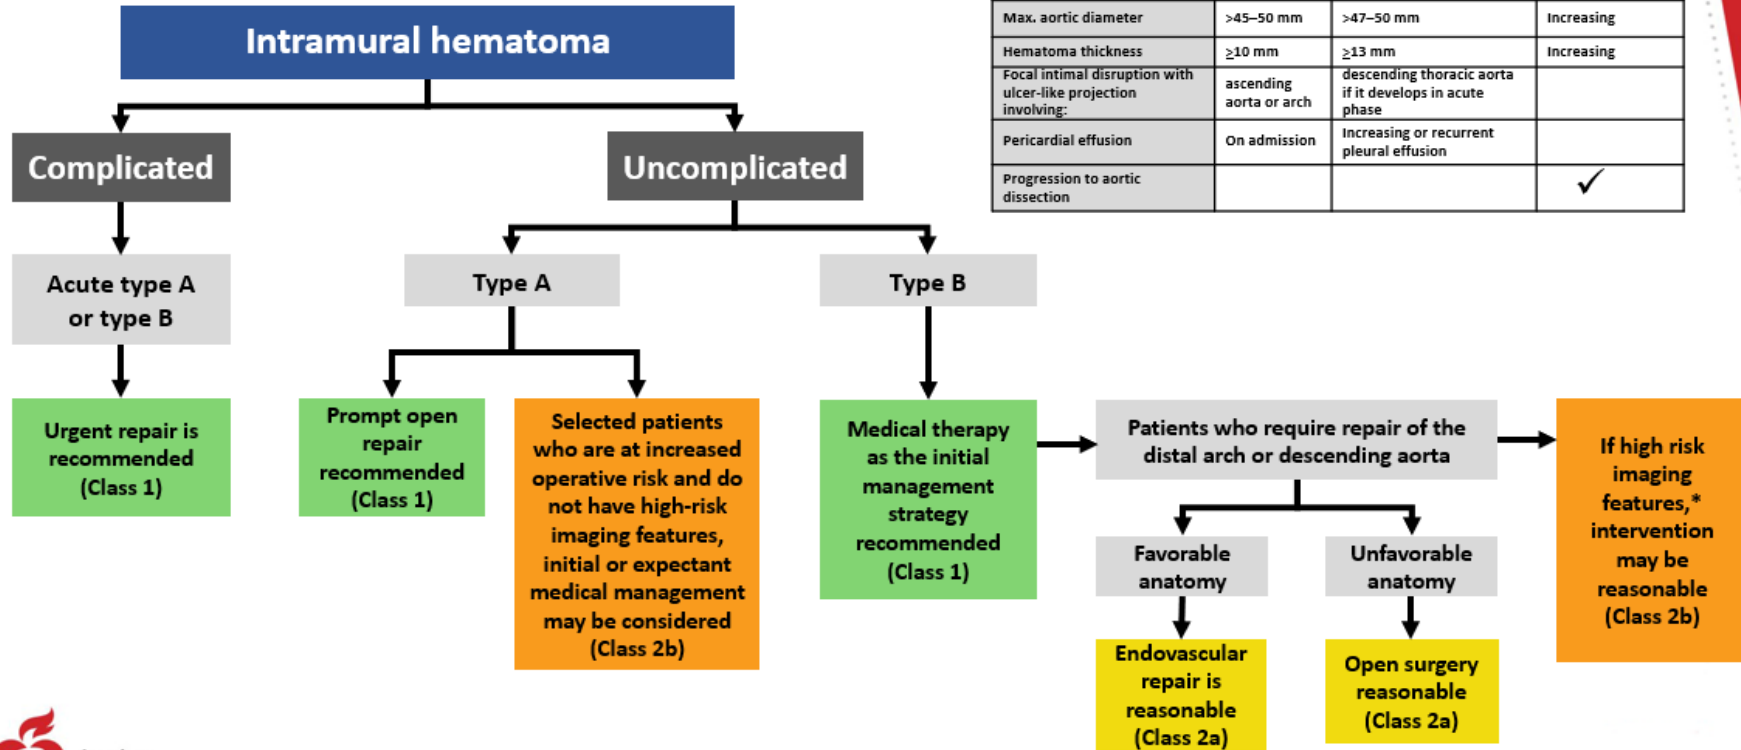 Intramural hematoma
Max. aortic diameter
>45–50 mm
>47–50 mm
Increasing
Hematoma thickness
≥10 mm
≥13 mm
Increasing
Focal intimal disruption with
ulcer-like projection
involving:
ascending
aorta or arch
descending thoracic aorta
if it develops in acute
phase
Pericardial effusion
On admission
Increasing or recurrent
pleural effusion
Progression to aortic
dissection
✓
Complicated
Uncomplicated
Acute type A
or type B
Type A
Type B
Urgent repair is
recommended
(Class 1)
Prompt open
repair
recommended
(Class 1)
Selected patients
who are at increased
operative risk and do
not have high-risk
imaging features,
initial or expectant
medical management
may be considered
(Class 2b)
Medical therapy
as the initial
management
strategy
recommended
(Class 1)
Patients who require repair of the
distal arch or descending aorta
If high risk
imaging
features,*
intervention
may be
reasonable
(Class 2b)
Favorable
anatomy
Unfavorable
anatomy
Endovascular
repair is
reasonable
(Class 2a)
Open surgery
reasonable
(Class 2a)